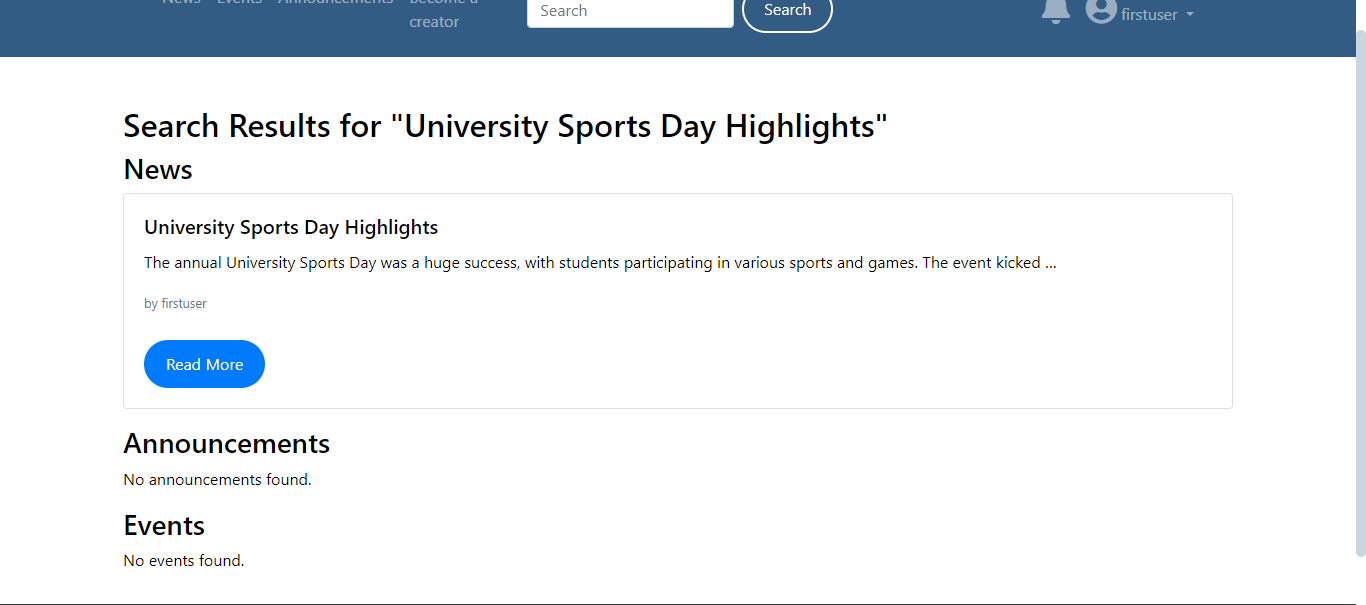 News Events Announcements Become a
creator
Search
Search
firstuser
Search Results for "University Sports Day Highlights"
News
University Sports Day Highlights
The annual University Sports Day was a huge success, with students participating in various sports and games. The event kicked ...
by firstuser
Read More
Announcements
No announcements found.
Events
No events found.